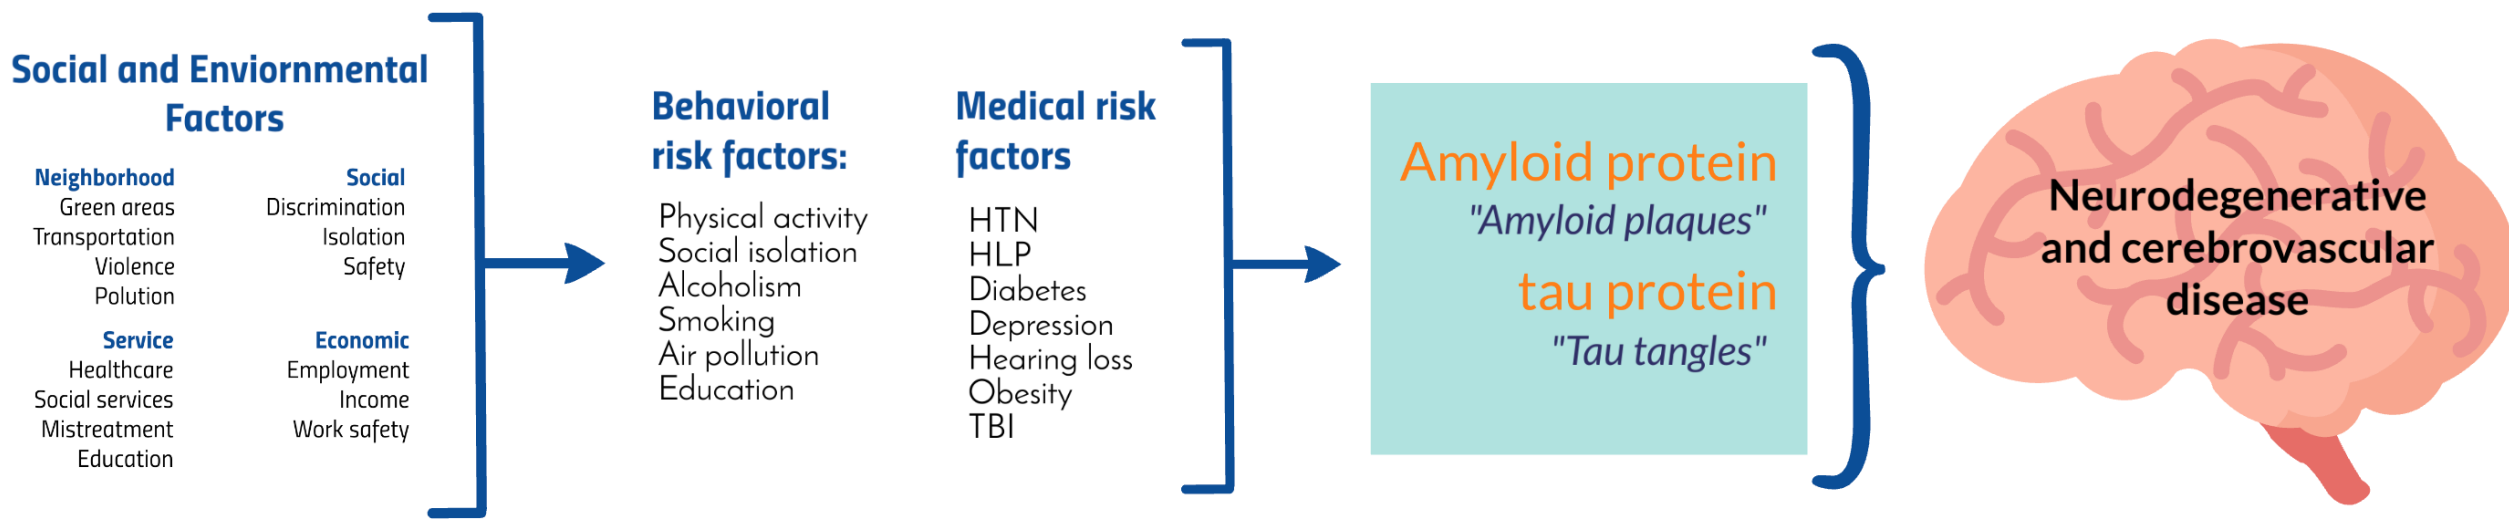 Social and Enviornmental
Factors
Neighborhood
Green areas
Transportation
Violence
Polution
Social
Discrimination
Isolation
Safety
Service
Healthcare
Social services
Mistreatment
Education
Economic
Employment
Income
Work safety
Behavioral
risk factors:
Physical activity
Social isolation
Alcoholism
Smoking
Air pollution
Education
Medical risk
factors
HTN
HLP
Diabetes
Depression
Hearing loss
Obesity
TBI
Amyloid protein
"Amyloid plaques"
tau protein
"Tau tangles"
Neurodegenerative
and cerebrovascular
disease